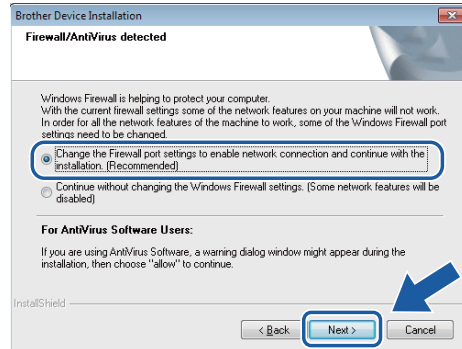 Brother Device Installation
Firewall/AntiVirus detected
Windows Firewall is helping to protect your computer.
With the current firewall settings some of the network features on your machine will not work.
In order for all the network features of the machine to work, some of the Windows Firewall port
settings need to be changed.
Change the Firewall port settings to enable network connection and continue with the
installation. (Recommended)
Continue without changing the Windows Firewall settings. (Some network features will be
disabled)
For AntiVirus Software Users:
If you are using AntiVirus Software, a warning dialog window might appear during the
installation, then choose "allow" to continue.
InstallShield
< Back Next > Cancel